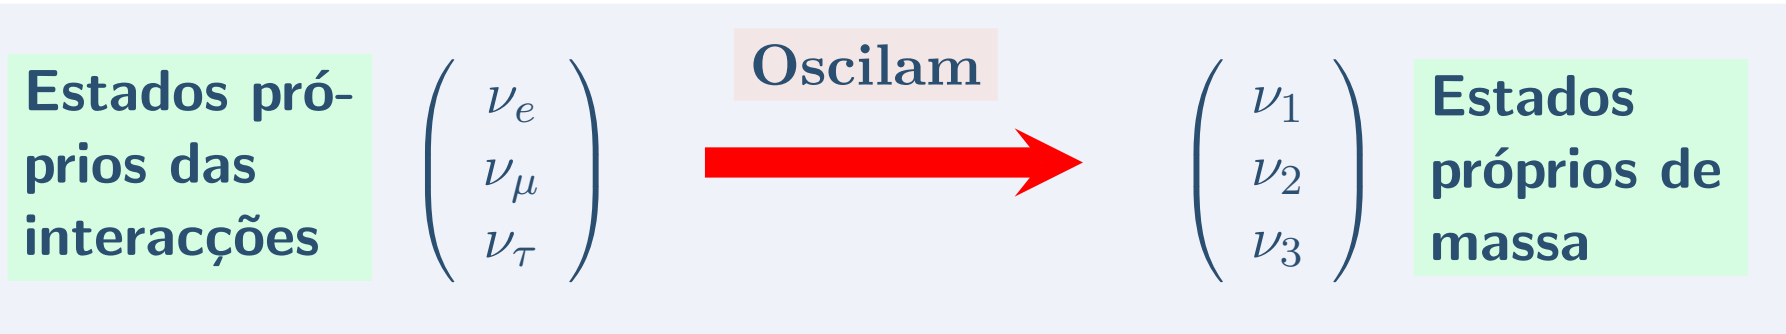 Estados pró-
prios das
interacções
ν_e
ν_μ
ν_τ
Oscilam
ν_1
ν_2
ν_3
Estados
próprios de
massa